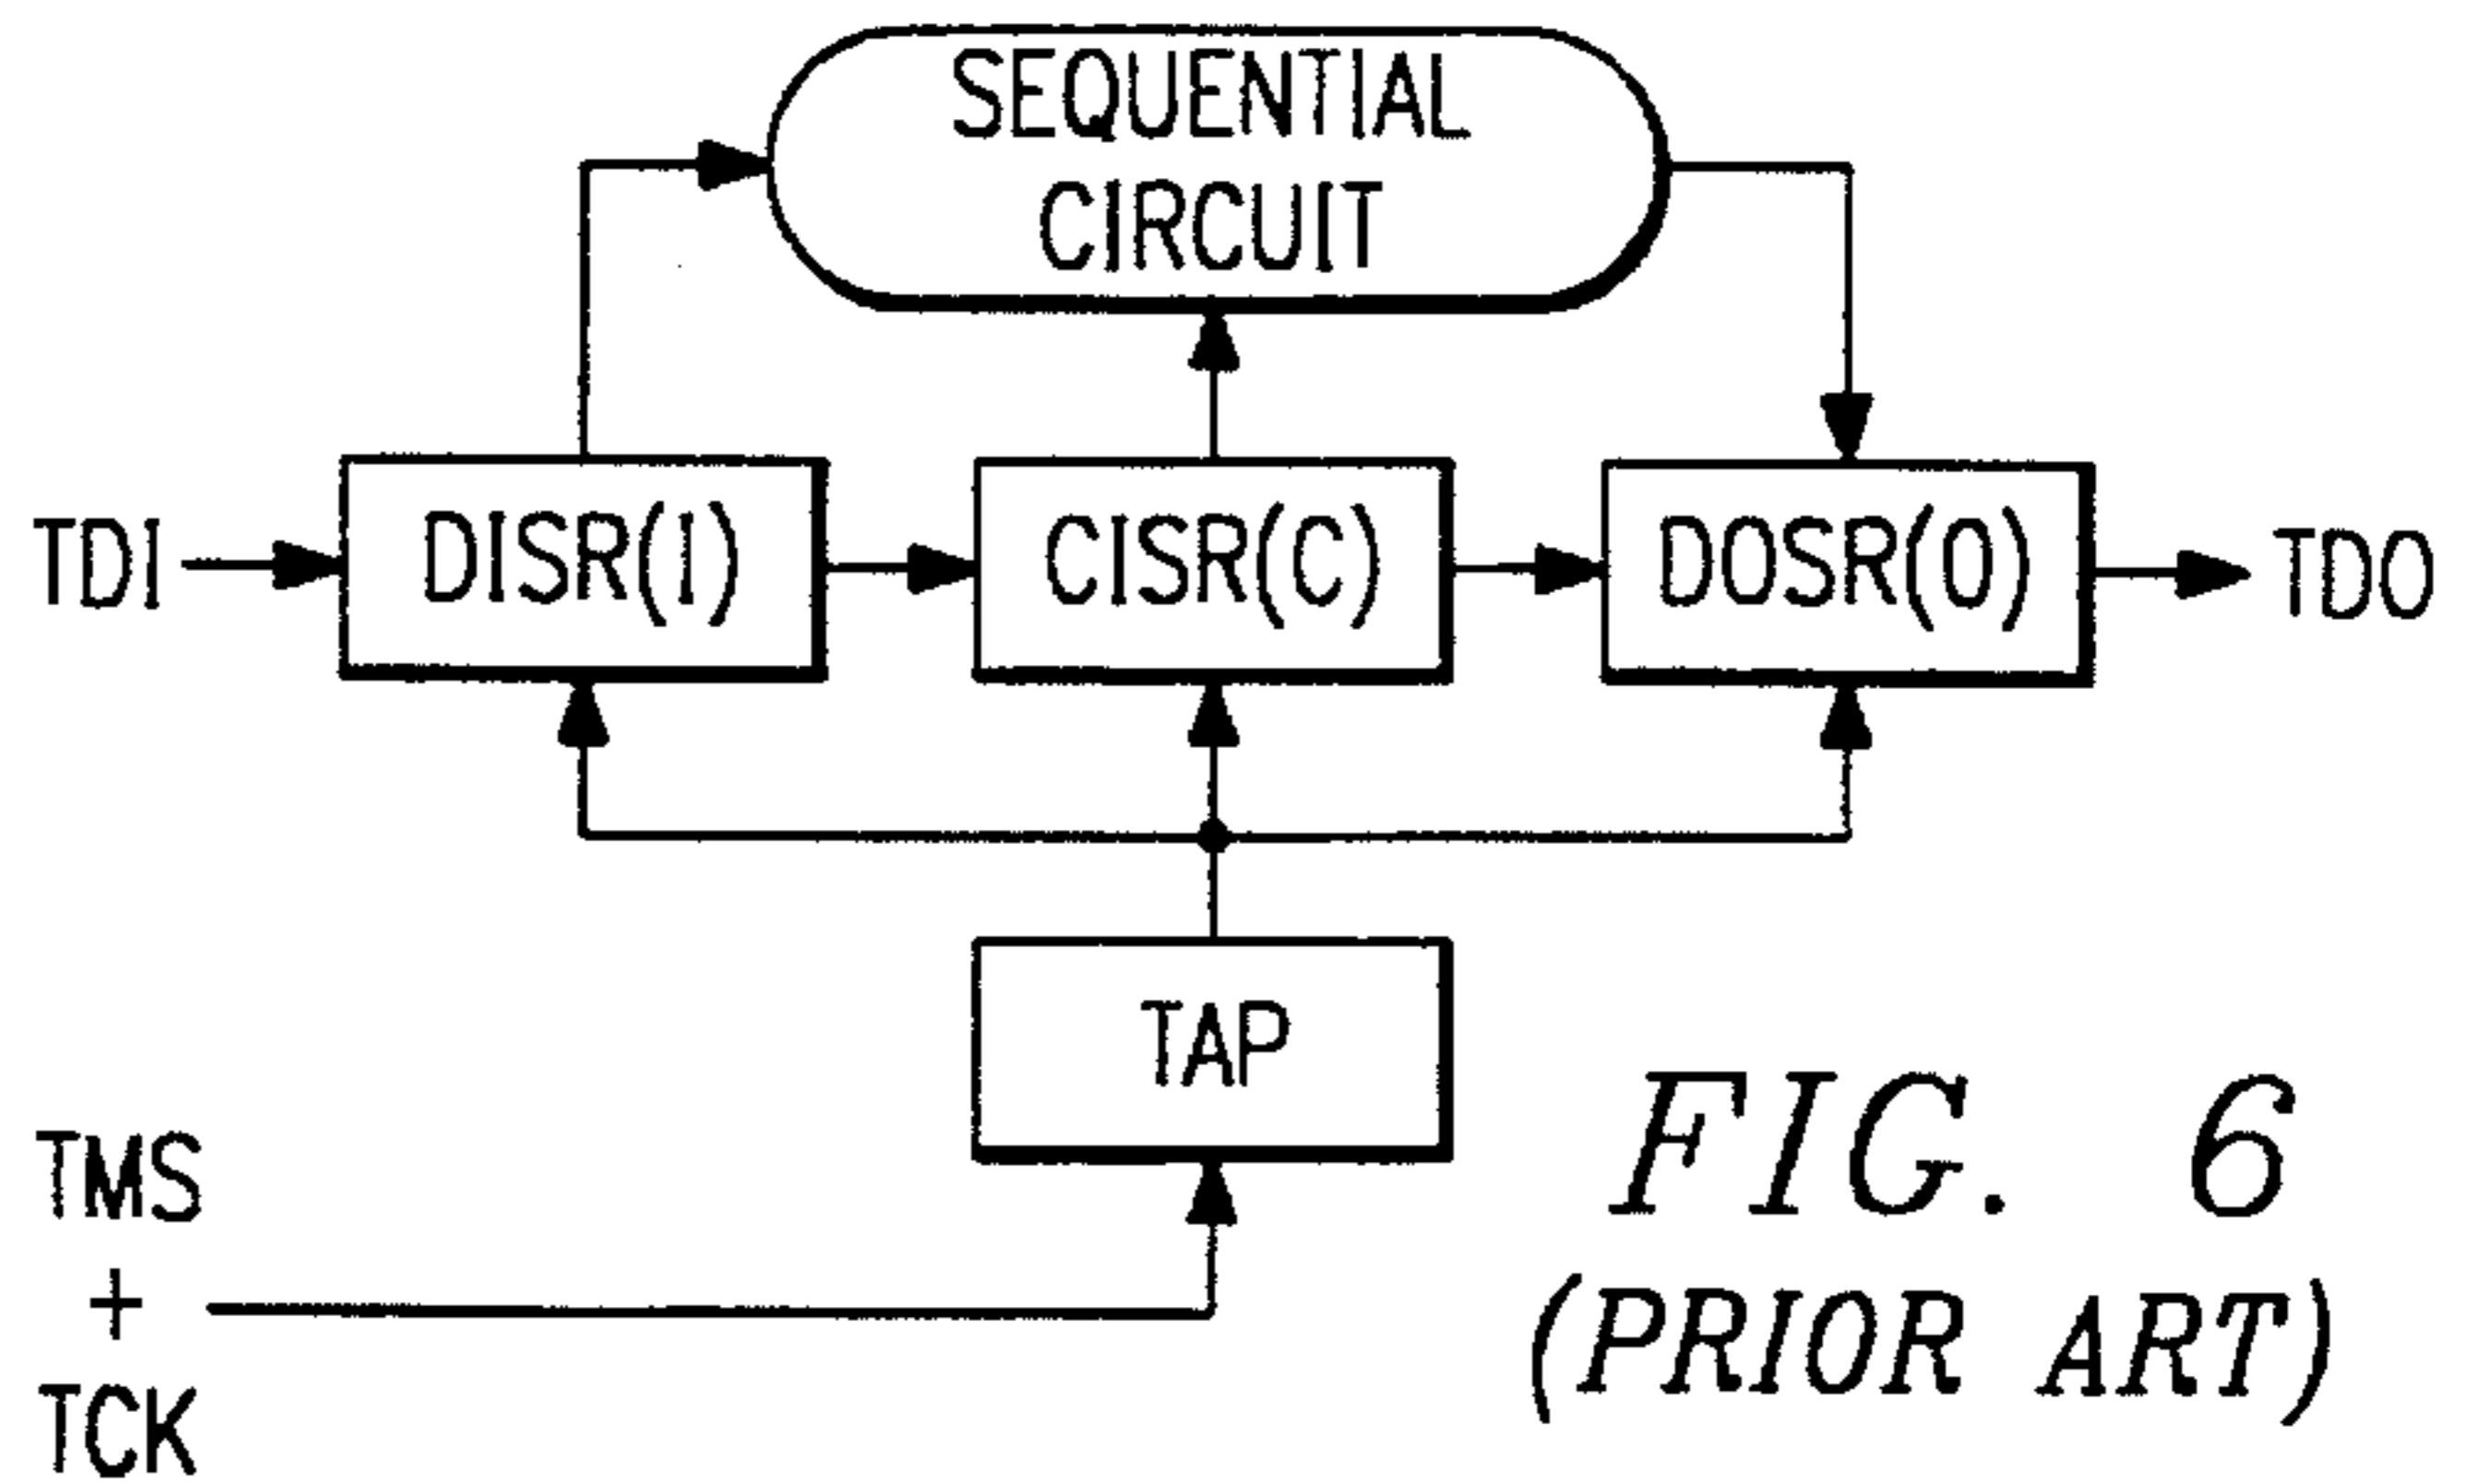 SEQUENTIAL
CIRCUIT
TDI
DISR(I)
CISR(C)
DOSR(O)
TDO
TAP
TMS
+
TCK
FIG. 6
(PRIOR ART)